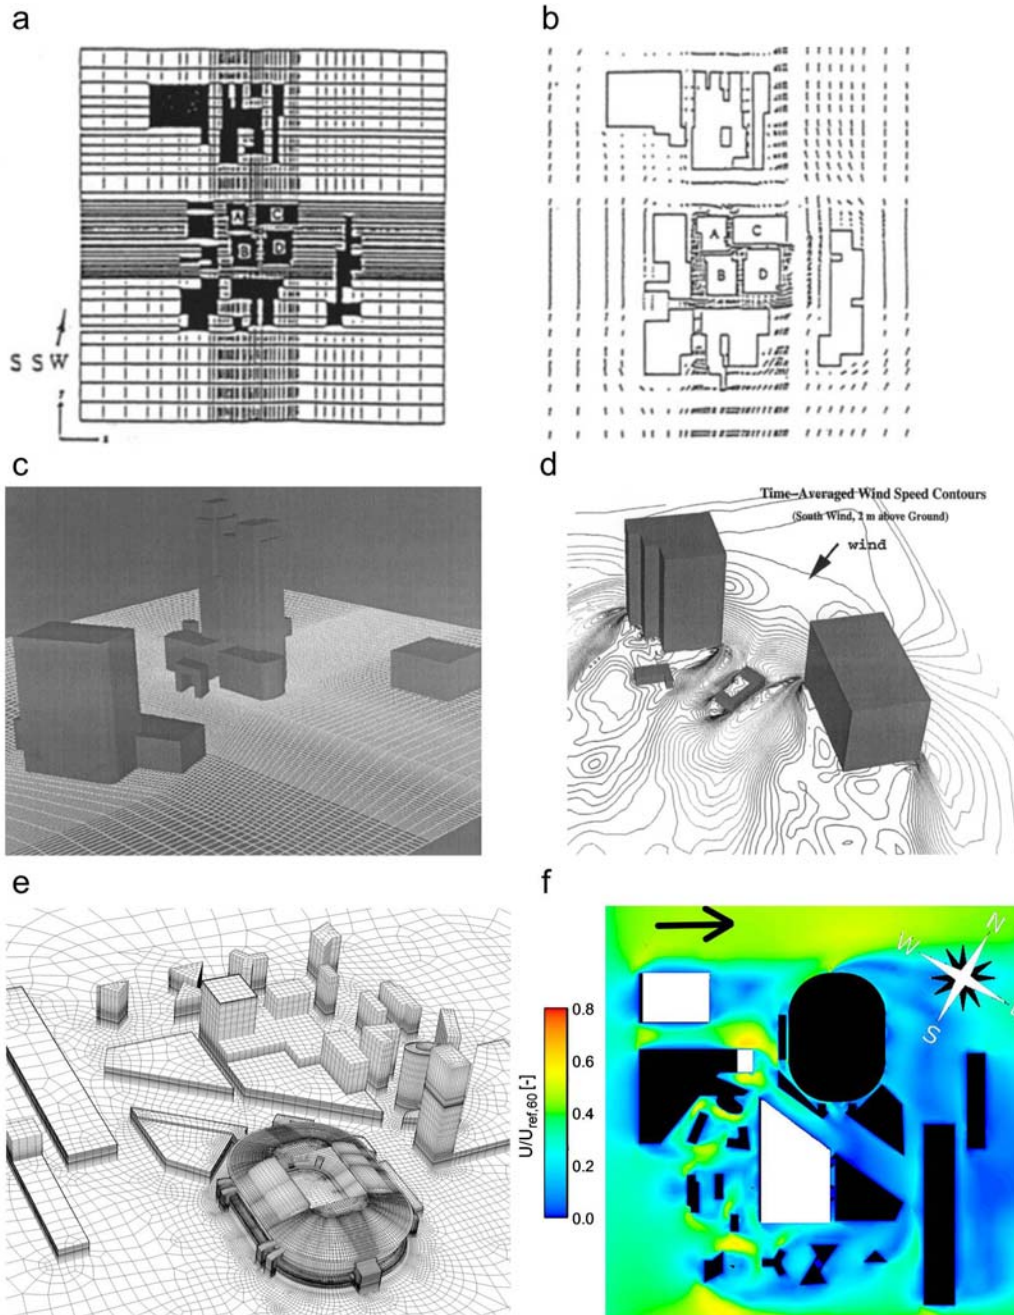 a
b
A
C
B
D
S S W
A
C
B
D
c
d
Time–Averaged Wind Speed Contours
(South Wind, 2 m above Ground)
wind
e
f
N
W
S
0.8
0.6
0.4
0.2
0.0
U/U_ref,60 [-]